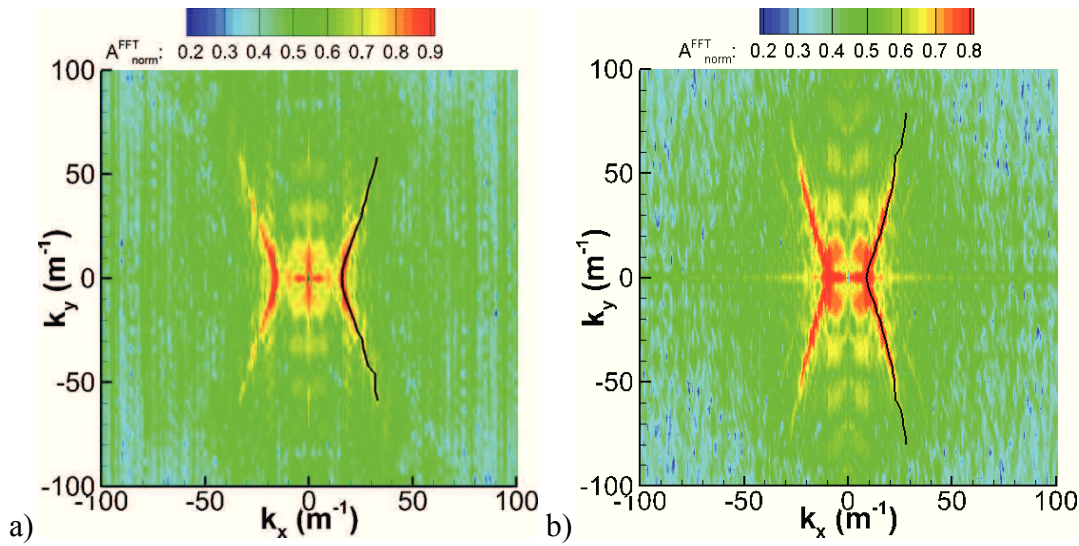 A^FFT_norm: 0.2 0.3 0.4 0.5 0.6 0.7 0.8 0.9
100
50
0
-50
-100
k_y (m^-1)
-100 -50 0 50 100
k_x (m^-1)
a)
A^FFT_norm: 0.2 0.3 0.4 0.5 0.6 0.7 0.8
100
50
0
-50
-100
k_y (m^-1)
-100 -50 0 50 100
k_x (m^-1)
b)